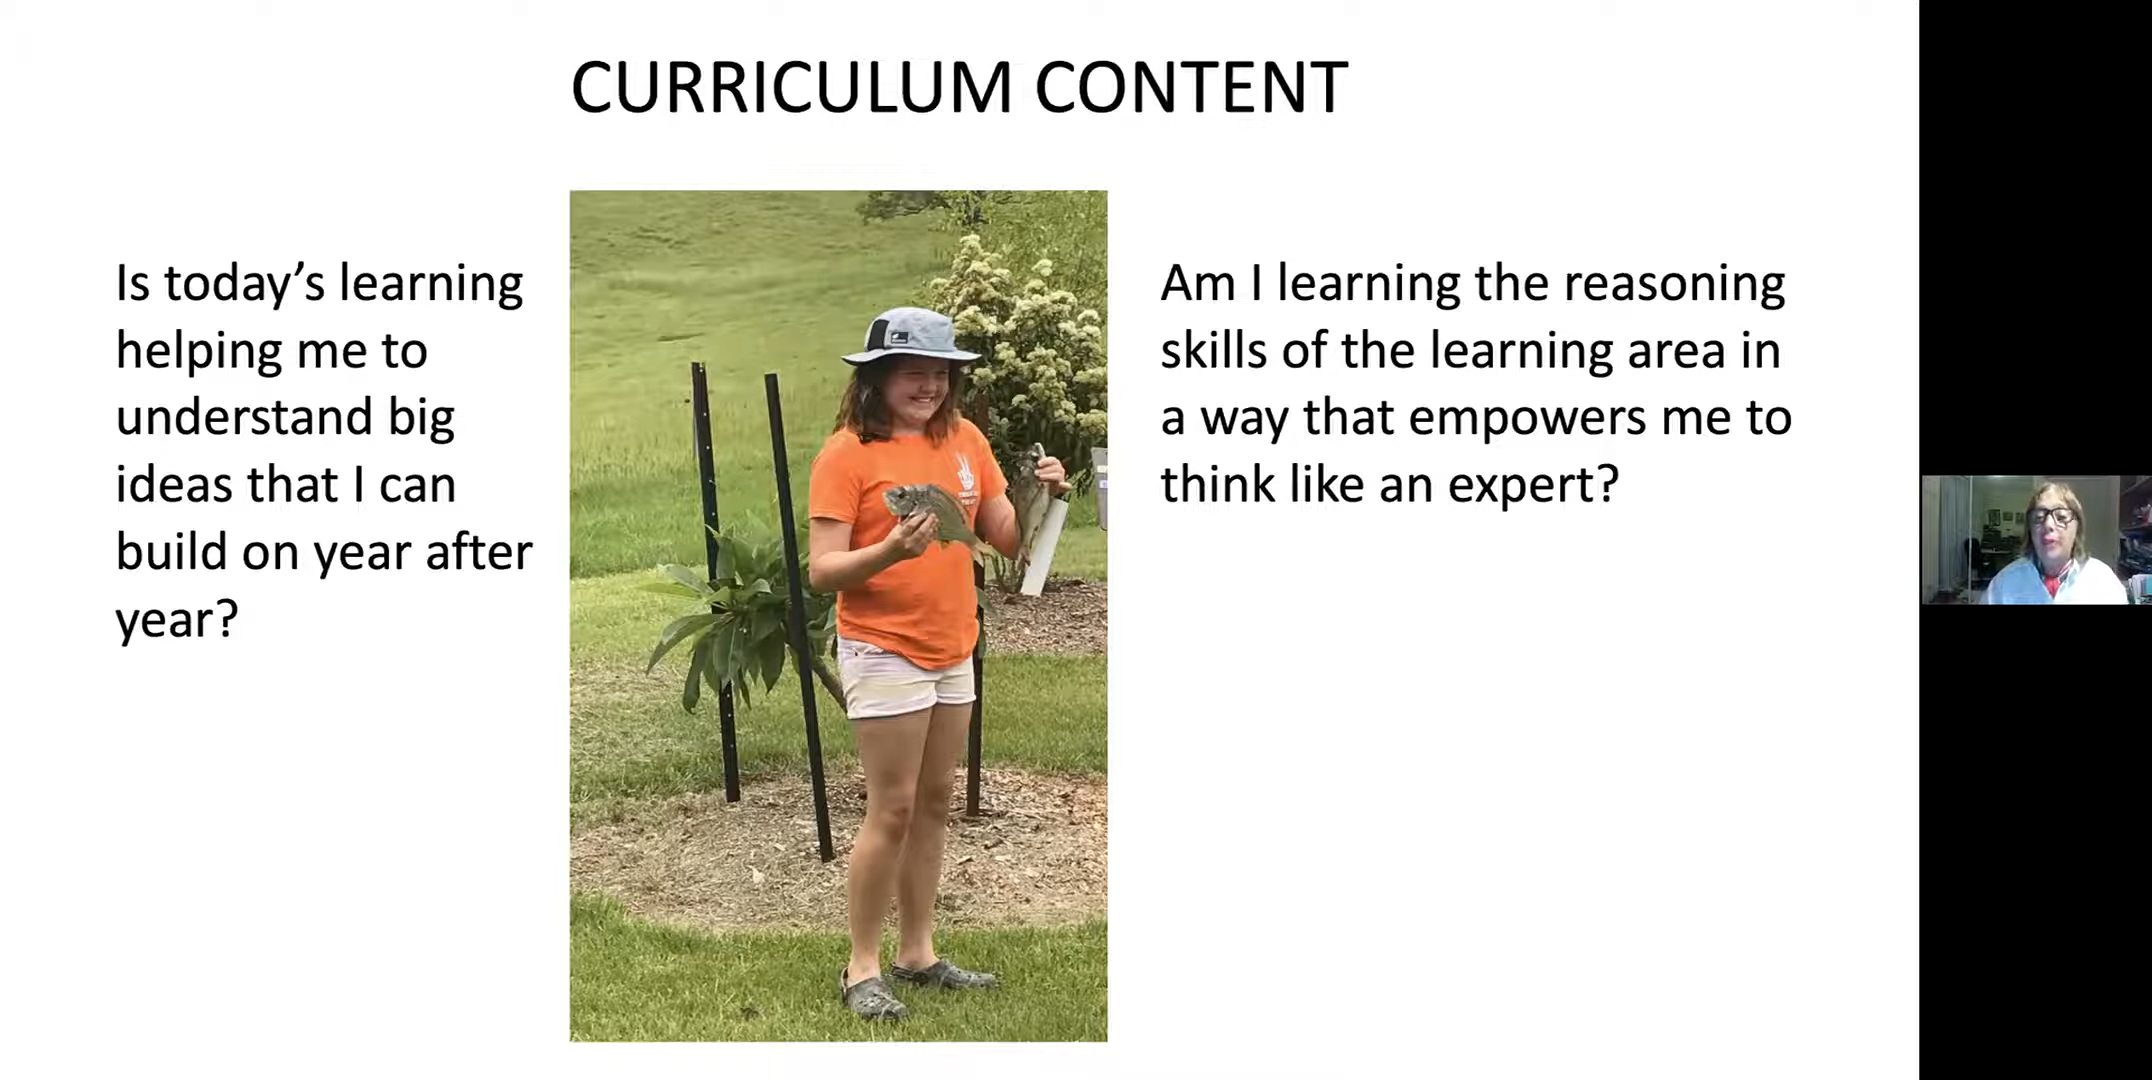 CURRICULUM CONTENT
Is today’s learning
helping me to
understand big
ideas that I can
build on year after
year?
Am I learning the reasoning
skills of the learning area in
a way that empowers me to
think like an expert?